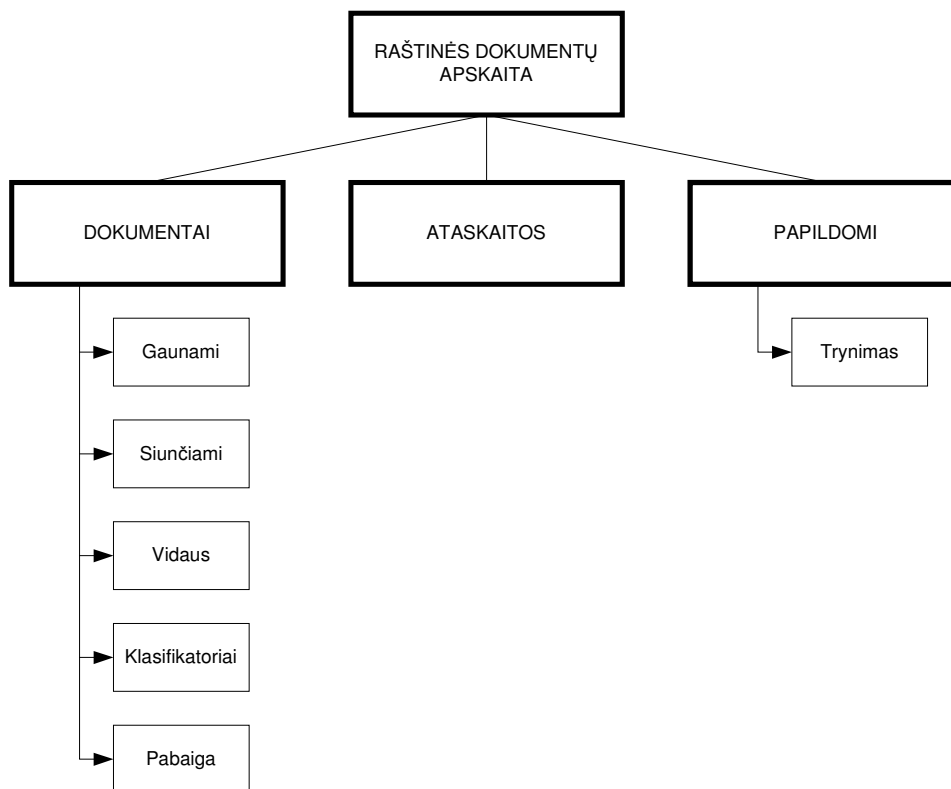 RAŠTINĖS DOKUMENTŲ
APSKAITA
DOKUMENTAI
ATASKAITOS
PAPILDOMI
Gaunami
Trynimas
Siunčiami
Vidaus
Klasifikatoriai
Pabaiga